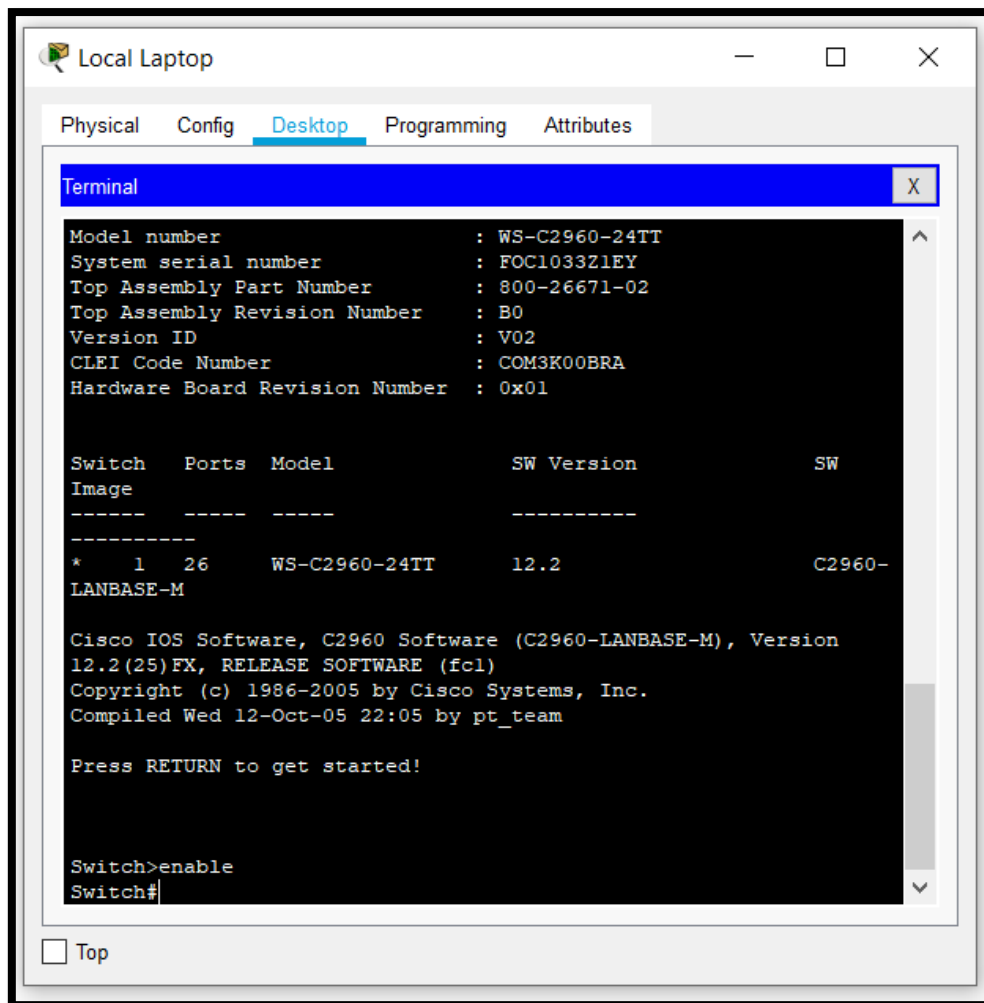 Local Laptop
Physical Config Desktop Programming Attributes
Terminal X
Model number : WS-C2960-24TT
System serial number : FOC1033Z1EY
Top Assembly Part Number : 800-26671-02
Top Assembly Revision Number : B0
Version ID : V02
CLEI Code Number : COM3K00BRA
Hardware Board Revision Number : 0x01
Switch Ports Model SW Version SW
Image
------ ----- ----- ----------
----------
* 1 26 WS-C2960-24TT 12.2 C2960-
LANBASE-M
Cisco IOS Software, C2960 Software (C2960-LANBASE-M), Version
12.2(25)FX, RELEASE SOFTWARE (fc1)
Copyright (c) 1986-2005 by Cisco Systems, Inc.
Compiled Wed 12-Oct-05 22:05 by pt_team
Press RETURN to get started!
Switch>enable
Switch#
Top